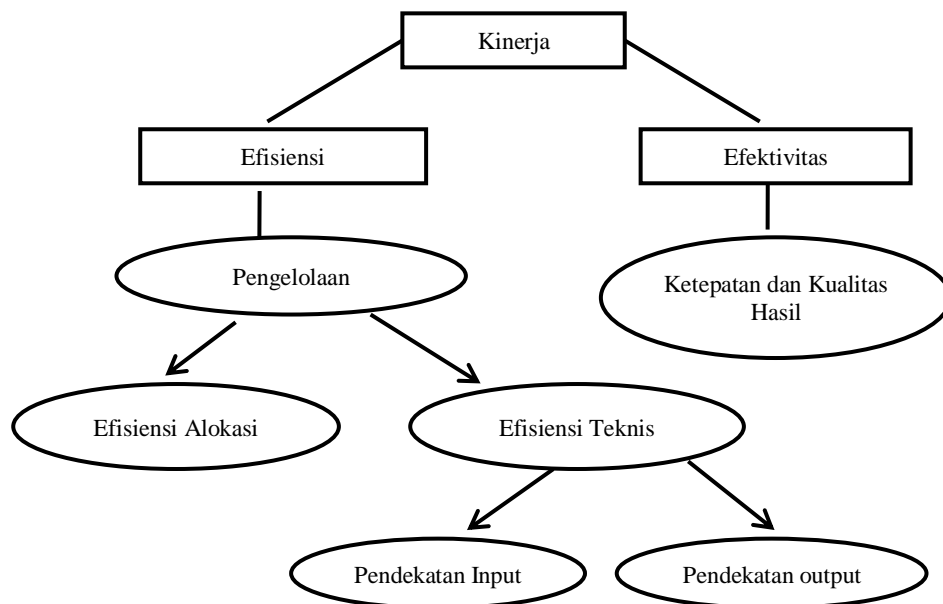 Kinerja
Efisiensi
Efektivitas
Pengelolaan
Ketepatan dan Kualitas
Hasil
Efisiensi Alokasi
Efisiensi Teknis
Pendekatan Input
Pendekatan output